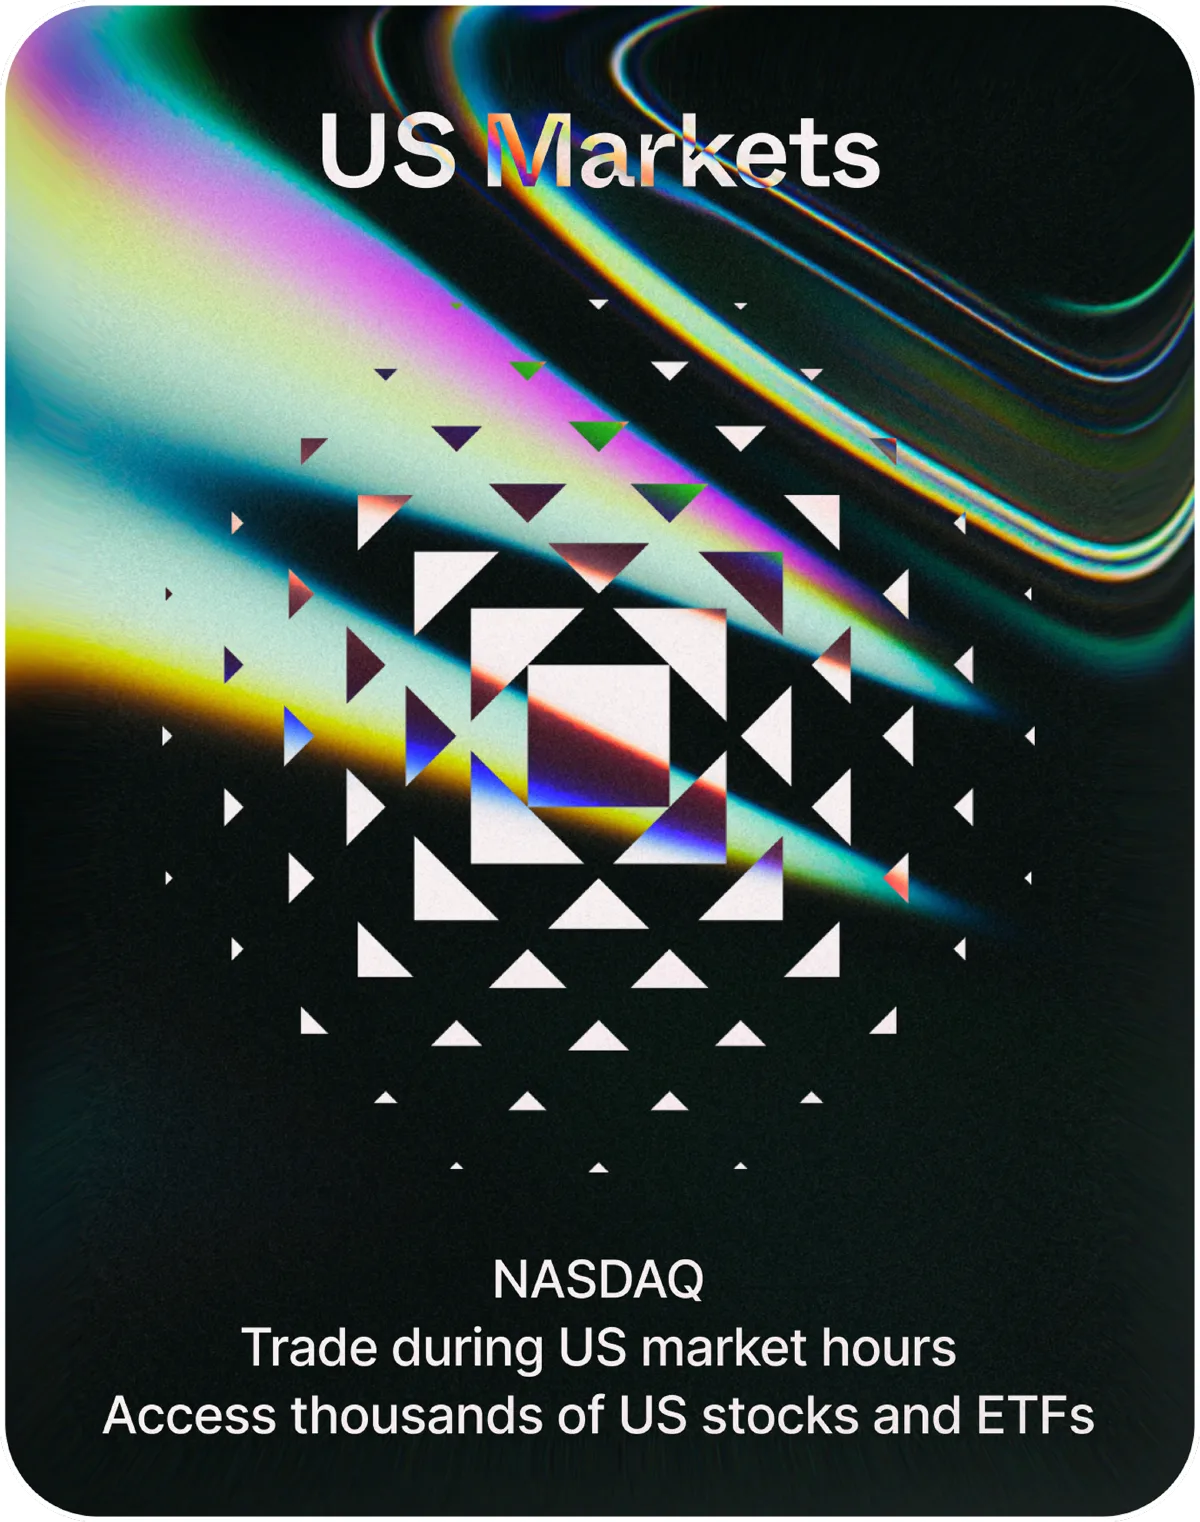 US Markets
NASDAQ
Trade during US market hours
Access thousands of US stocks and ETFs